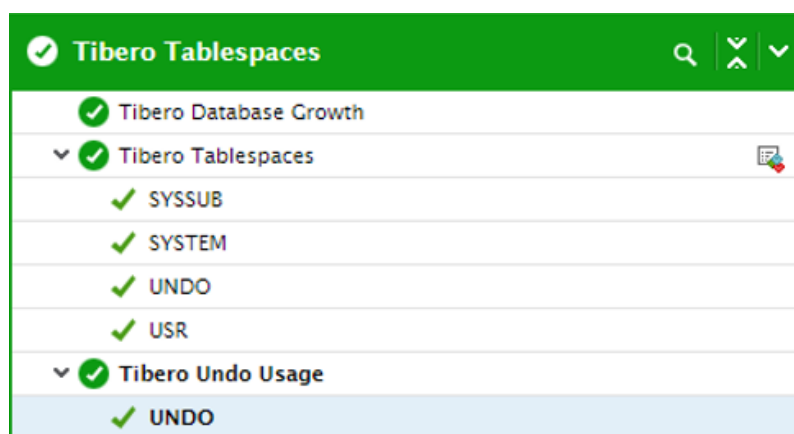 Tibero Tablespaces
Tibero Database Growth
Tibero Tablespaces
SYSSUB
SYSTEM
UNDO
USR
Tibero Undo Usage
UNDO